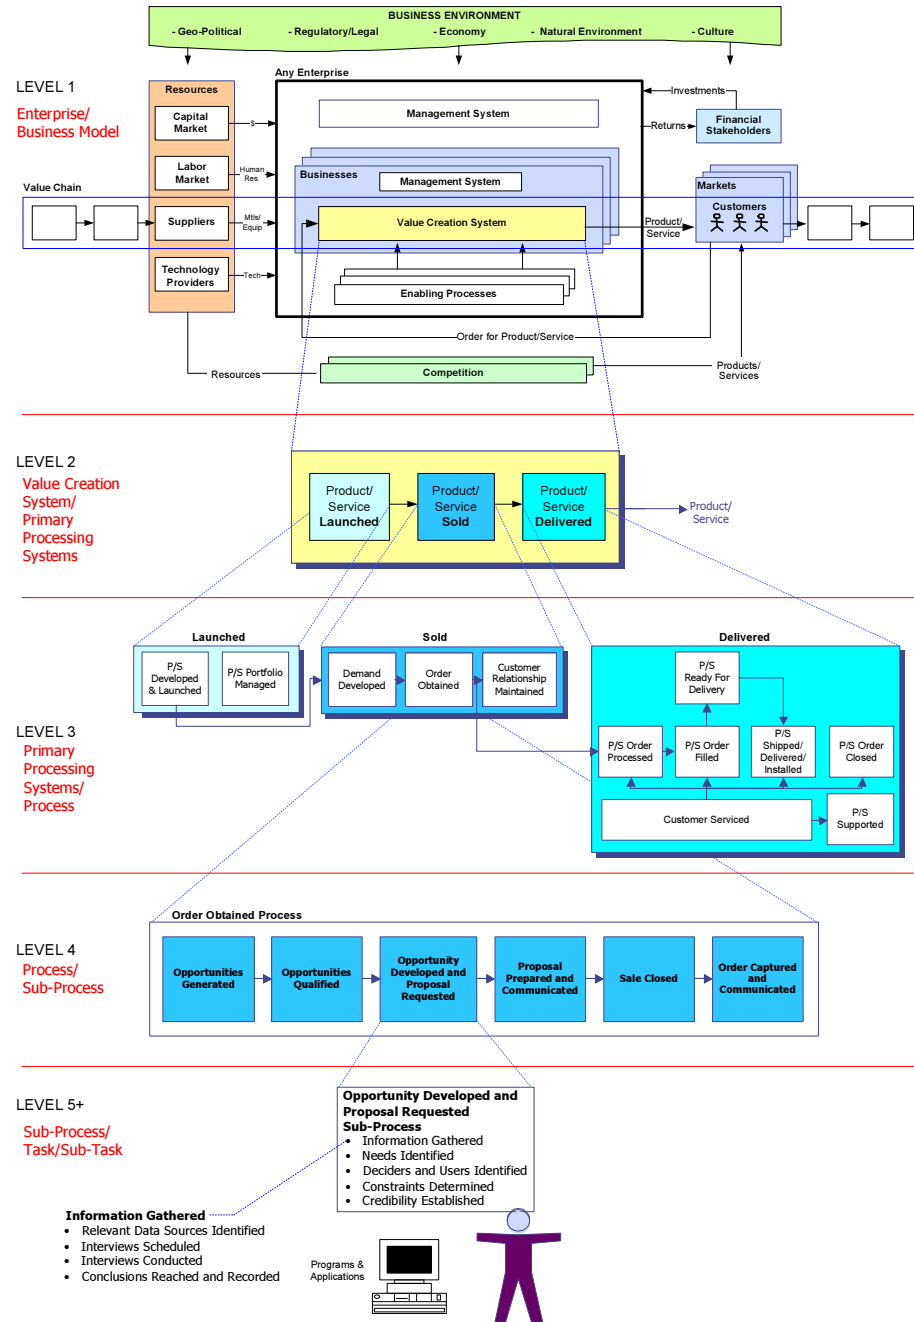 BUSINESS ENVIRONMENT
- Geo-Political - Regulatory/Legal - Economy - Natural Environment - Culture
LEVEL 1
Enterprise/
Business Model
Any Enterprise
Resources
Capital
Market
$
Labor
Market
Human
Res.
Suppliers
Mtls/
Equip
Technology
Providers
Tech
Management System
Businesses
Management System
Value Creation System
Enabling Processes
Investments
Returns
Financial
Stakeholders
Markets
Customers
Product/
Service
Value Chain
Order for Product/Service
Resources
Competition
Products/
Services
LEVEL 2
Value Creation
System/
Primary
Processing
Systems
Product/
Service
Launched
Product/
Service
Sold
Product/
Service
Delivered
Product/
Service
LEVEL 3
Primary
Processing
Systems/
Process
Launched
P/S
Developed
& Launched
P/S Portfolio
Managed
Sold
Demand
Developed
Order
Obtained
Customer
Relationship
Maintained
Delivered
P/S
Ready For
Delivery
P/S Order
Processed
P/S Order
Filled
P/S
Shipped/
Delivered/
Installed
P/S Order
Closed
Customer Serviced
P/S
Supported
LEVEL 4
Process/
Sub-Process
Order Obtained Process
Opportunities
Generated
Opportunities
Qualified
Opportunity
Developed and
Proposal
Requested
Proposal
Prepared and
Communicated
Sale Closed
Order Captured
and
Communicated
LEVEL 5+
Sub-Process/
Task/Sub-Task
Opportunity Developed and
Proposal Requested
Sub-Process
• Information Gathered
• Needs Identified
• Deciders and Users Identified
• Constraints Determined
• Credibility Established
Information Gathered
• Relevant Data Sources Identified
• Interviews Scheduled
• Interviews Conducted
• Conclusions Reached and Recorded
Programs &
Applications